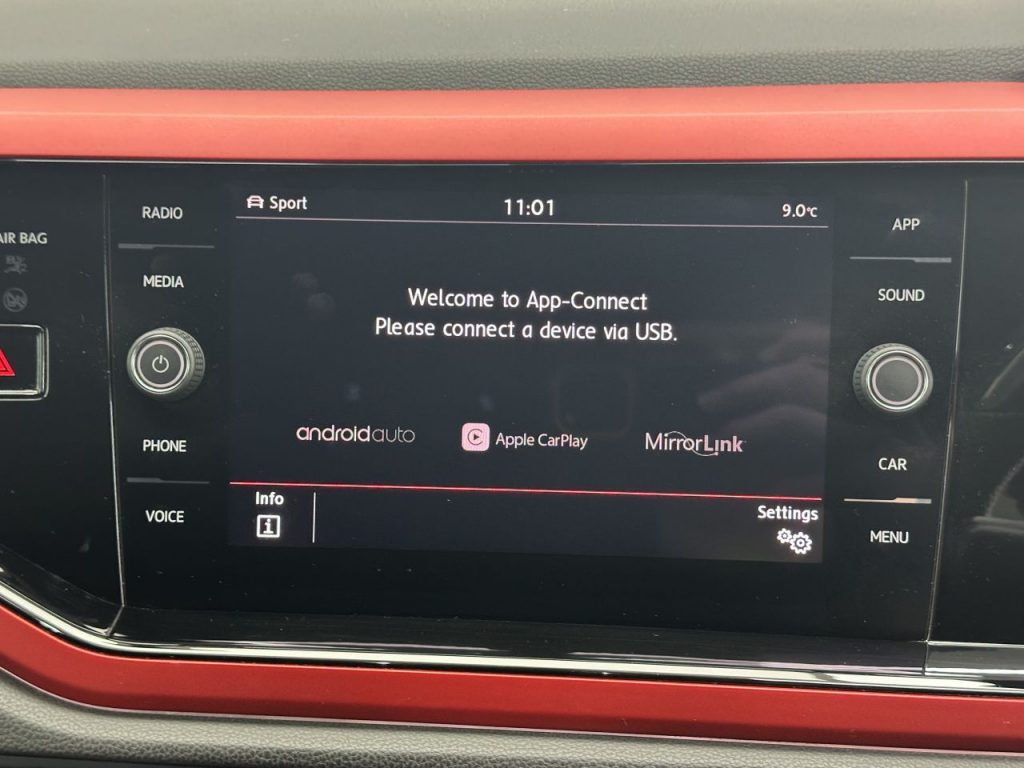 Sport 11:01 9.0°C
RADIO
APP
AIR BAG
MEDIA
SOUND
Welcome to App-Connect
Please connect a device via USB.
androidauto Apple CarPlay MirrorLink
PHONE
CAR
Info
Settings
VOICE
MENU